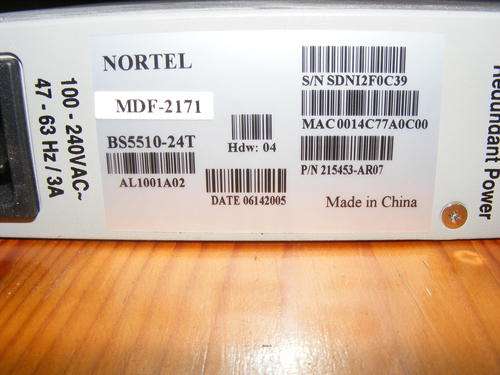 100 - 240VAC~
47 - 63 Hz / 3A
NORTEL
MDF-2171
BS5510-24T
AL1001A02
Hdw: 04
DATE 06142005
S/N SDNI2F0C39
MAC 0014C77A0C00
P/N 215453-AR07
Made in China
Redundant Power